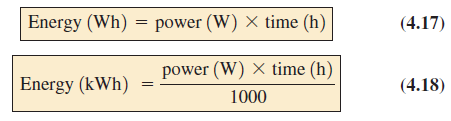 Energy (Wh) = power (W) × time (h) (4.17)
Energy (kWh) = power (W) × time (h) / 1000 (4.18)